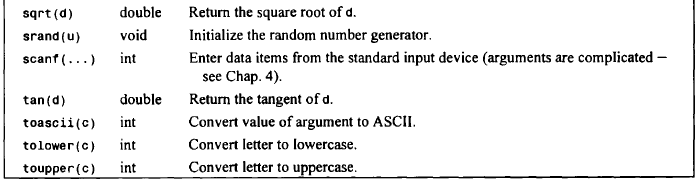 sqrt(d) double Return the square root of d.
srand(u) void Initialize the random number generator.
scanf(...) int Enter data items from the standard input device (arguments are complicated –
see Chap. 4).
tan(d) double Return the tangent of d.
toascii(c) int Convert value of argument to ASCII.
tolower(c) int Convert letter to lowercase.
toupper(c) int Convert letter to uppercase.